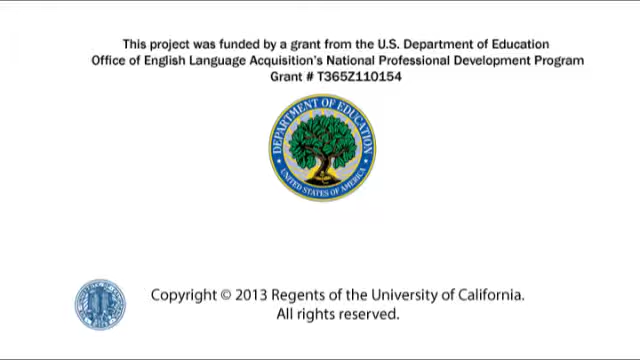 This project was funded by a grant from the U.S. Department of Education
Office of English Language Acquisition's National Professional Development Program
Grant # T365Z110154
DEPARTMENT OF EDUCATION
UNITED STATES OF AMERICA
Copyright © 2013 Regents of the University of California.
All rights reserved.